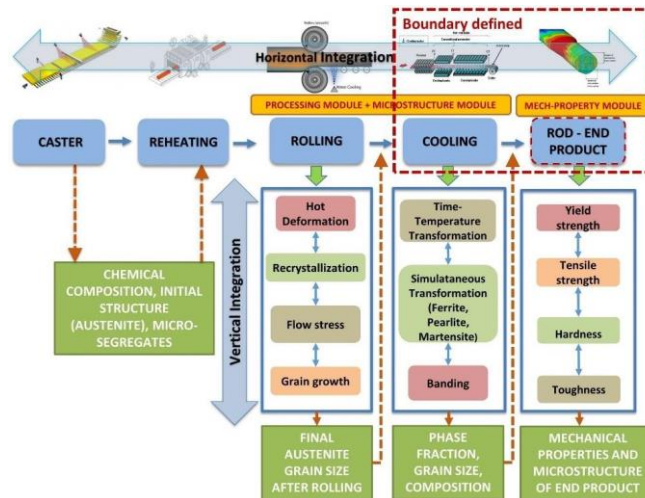 Boundary defined
Horizontal Integration
PROCESSING MODULE + MICROSTRUCTURE MODULE
MECH-PROPERTY MODULE
CASTER
REHEATING
ROLLING
COOLING
ROD - END
PRODUCT
Vertical Integration
CHEMICAL
COMPOSITION, INITIAL
STRUCTURE
(AUSTENITE), MICRO-
SEGREGATES
Hot
Deformation
Recrystallization
Flow stress
Grain growth
Time-
Temperature
Transformation
Simulataneous
Transformation
(Ferrite,
Pearlite,
Martensite)
Banding
Yield
strength
Tensile
strength
Hardness
Toughness
FINAL
AUSTENITE
GRAIN SIZE
AFTER ROLLING
PHASE
FRACTION,
GRAIN SIZE,
COMPOSITION
MECHANICAL
PROPERTIES AND
MICROSTRUCTURE
OF END PRODUCT